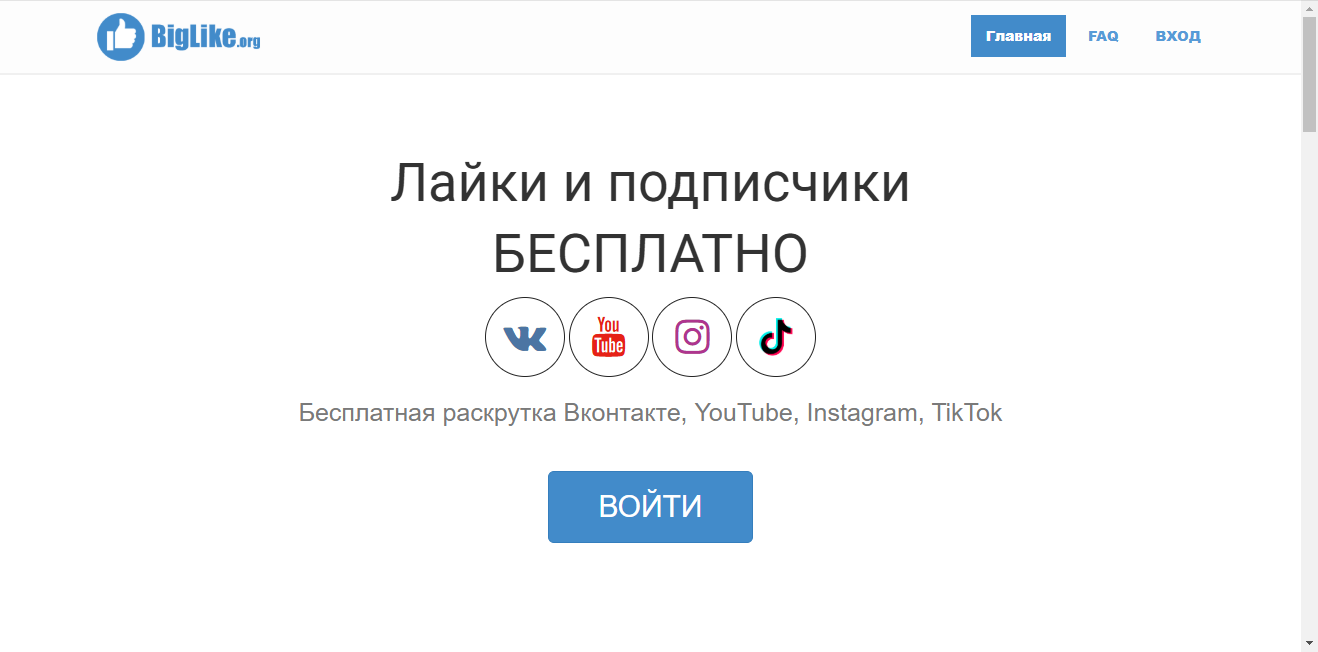 BigLike.org
Главная FAQ ВХОД
Лайки и подписчики
БЕСПЛАТНО
You
Tube
Бесплатная раскрутка Вконтакте, YouTube, Instagram, TikTok
ВОЙТИ